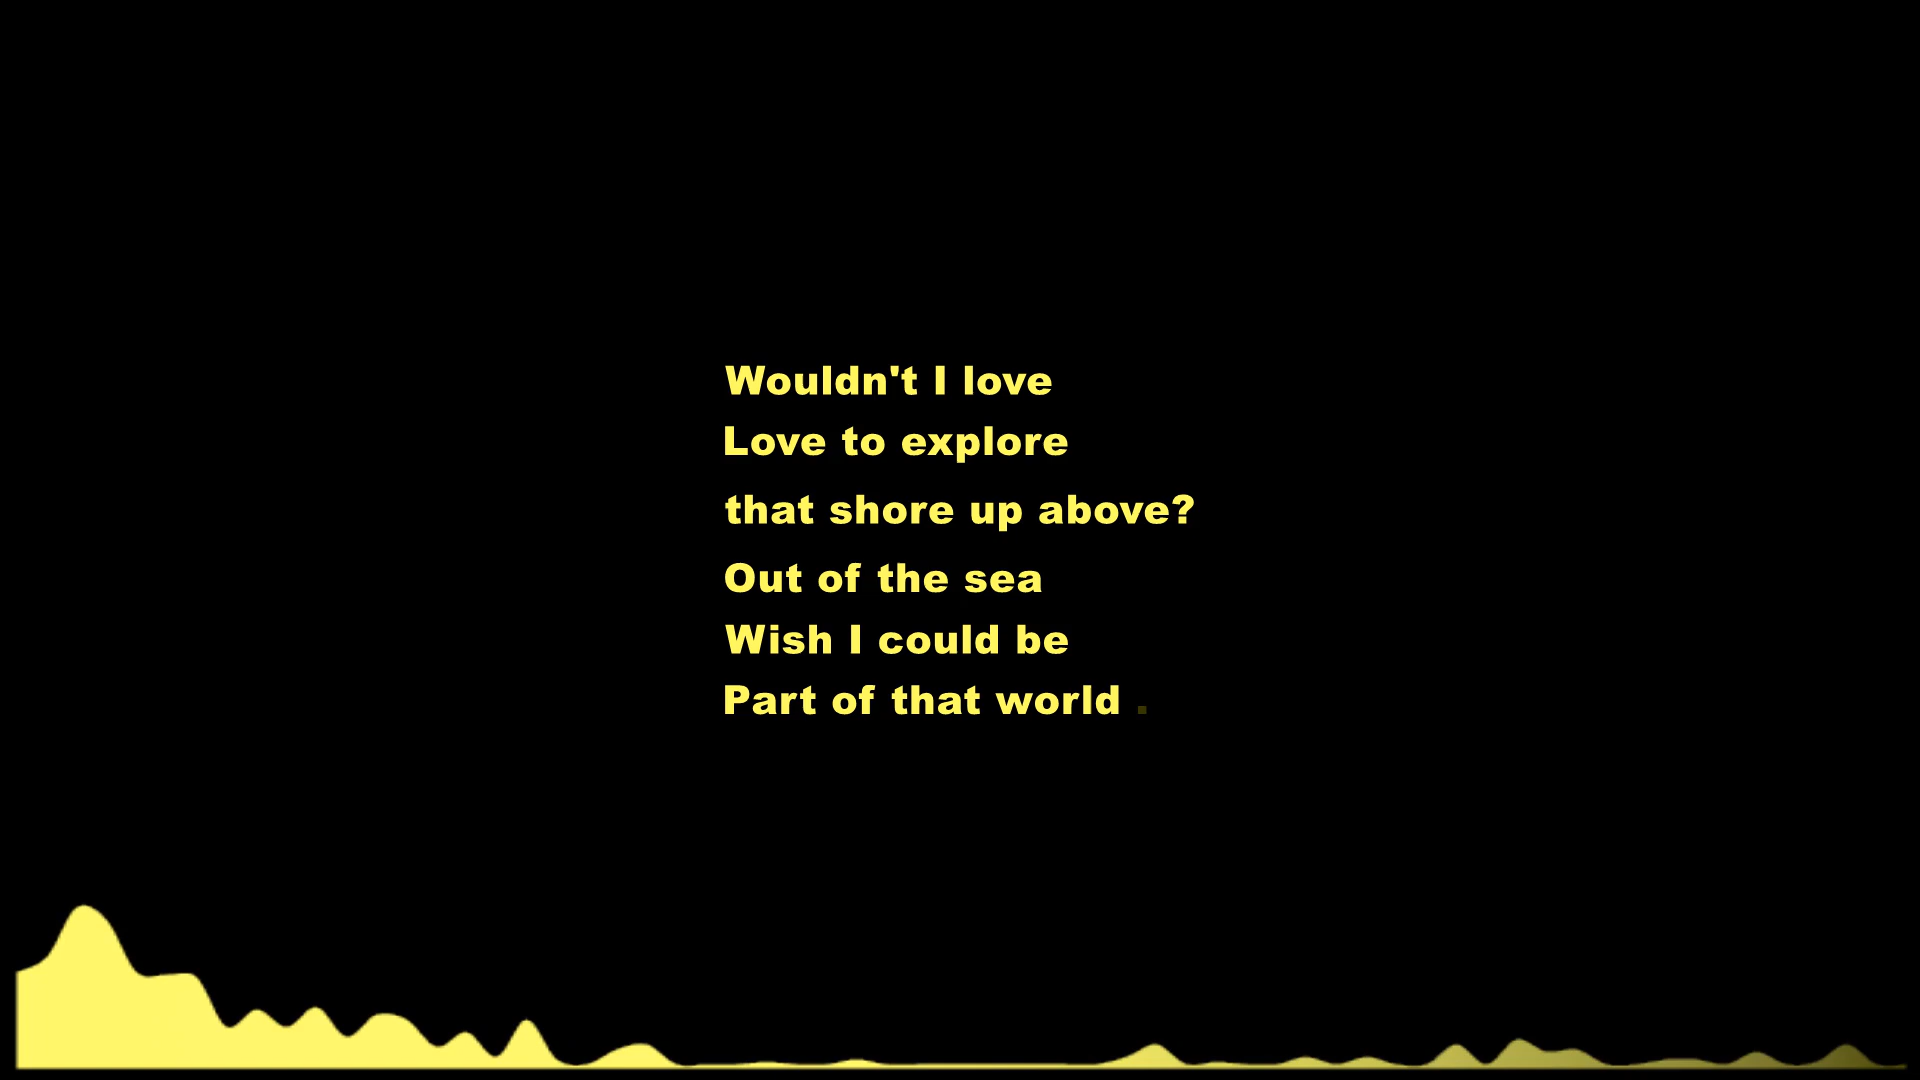 Wouldn't I love
Love to explore
that shore up above?
Out of the sea
Wish I could be
Part of that world .